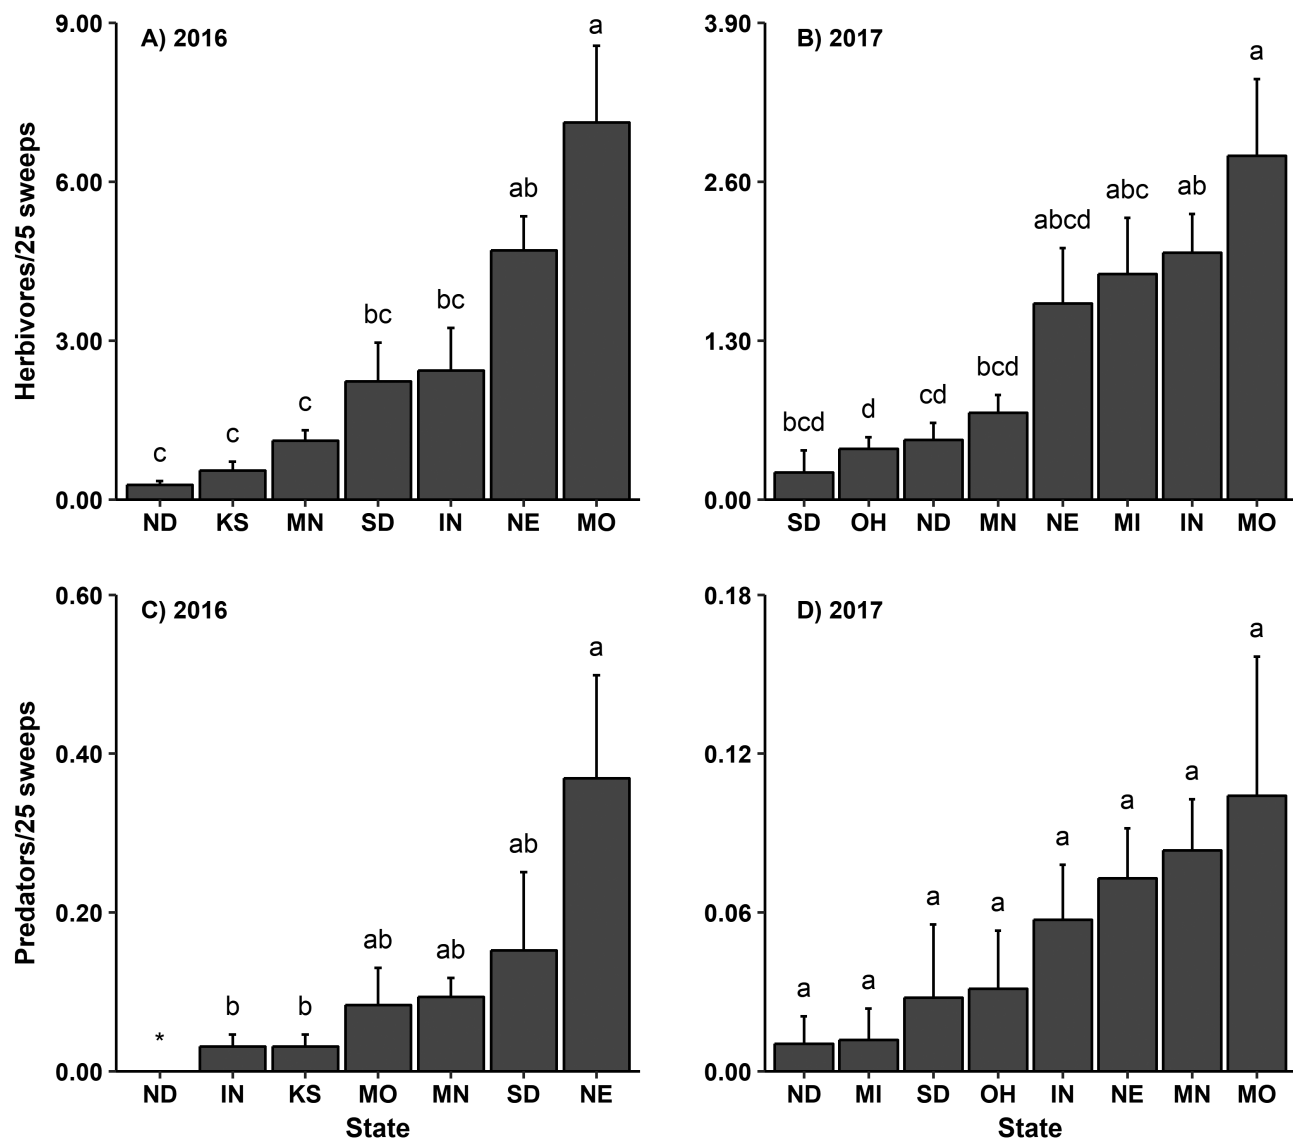 A) 2016
Herbivores/25 sweeps
9.00
6.00
3.00
0.00
c
c
c
bc
bc
ab
a
ND KS MN SD IN NE MO
B) 2017
3.90
2.60
1.30
0.00
bcd
d
cd
bcd
abcd
abc
ab
a
SD OH ND MN NE MI IN MO
C) 2016
Predators/25 sweeps
0.60
0.40
0.20
0.00
*
b
b
ab
ab
ab
a
ND IN KS MO MN SD NE
State
D) 2017
0.18
0.12
0.06
0.00
a
a
a
a
a
a
a
a
ND MI SD OH IN NE MN MO
State